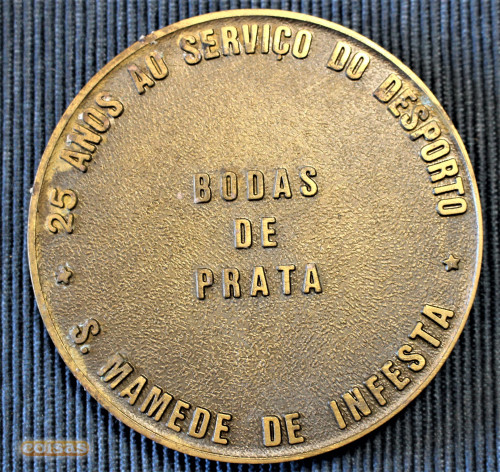 25 ANOS AO SERVIÇO DO DESPORTO
BODAS
DE
PRATA
S. MAMEDE DE INFESTA
coisas